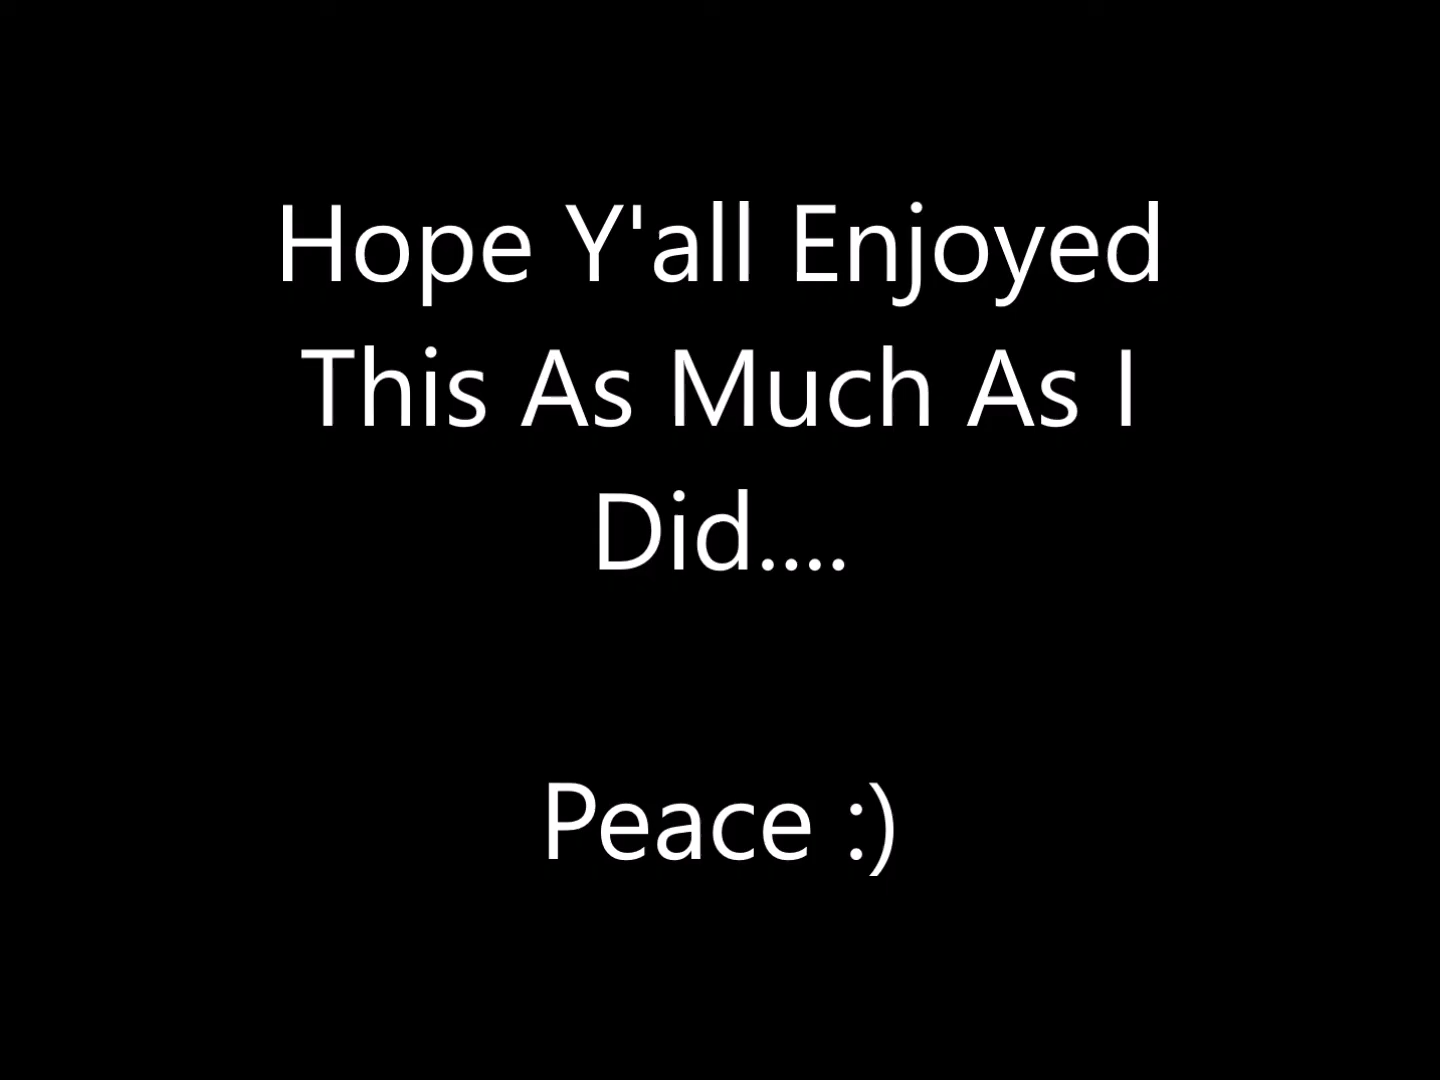 Hope Y'all Enjoyed
This As Much As I
Did....
Peace :)